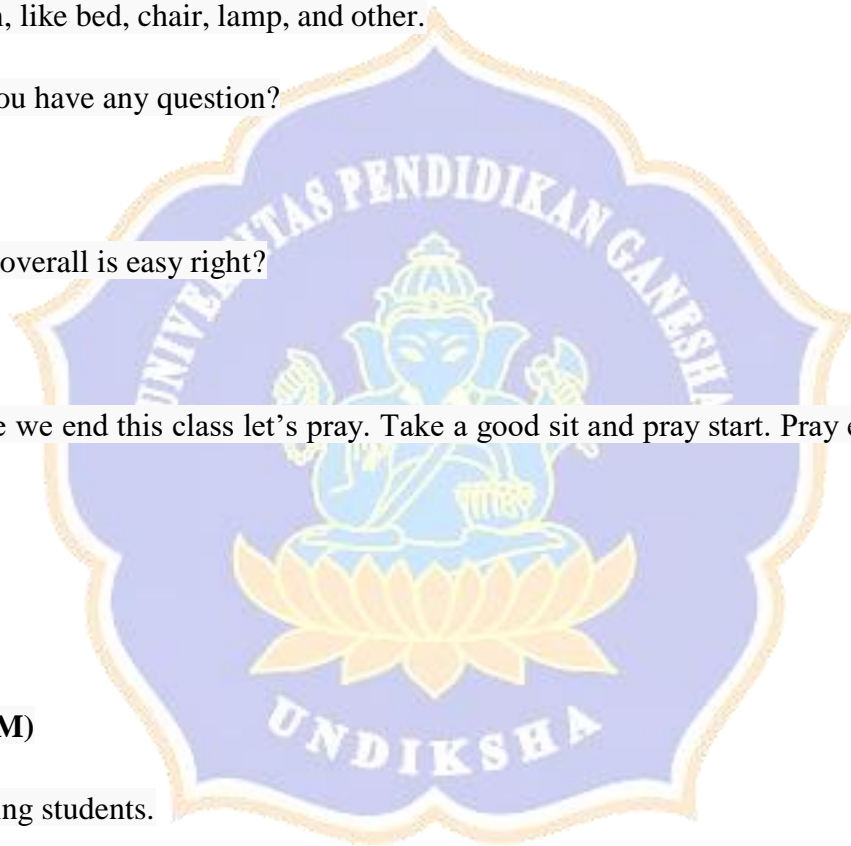 , like bed, chair, lamp, and other.
ou have any question?
UNIVERSITAS PENDIDIKAN GANESHA
overall is easy right?
e we end this class let’s pray. Take a good sit and pray start. Pray e
UNDIKSHA
M)
ng students.